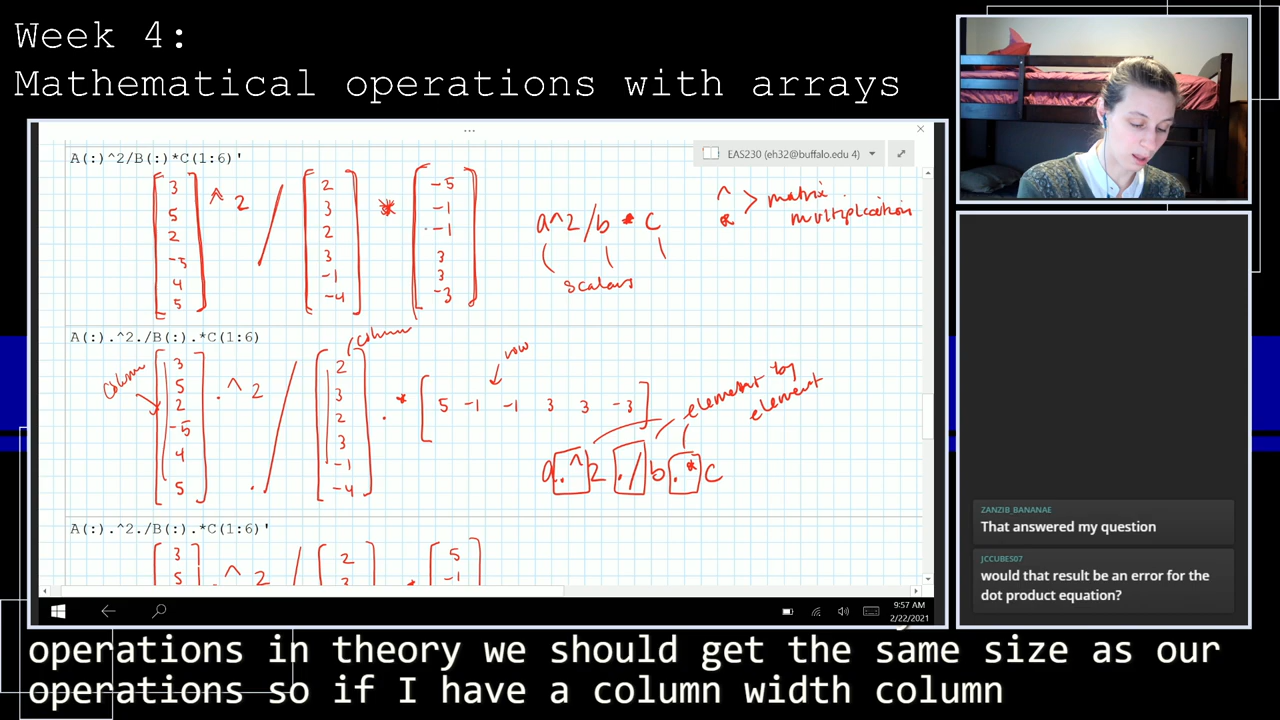 Week 4:
Mathematical operations with arrays
EAS230 (eh32@buffalo.edu 4)
A(:)^2/B(:)*C(1:6)'
3
5
2
-5
4
5
^ 2
/
2
3
2
3
-1
-4
*
-5
-1
-1
3
3
-3
a^2/b * c
scalars
^
*
> matrix
multiplication
A(:).^2./B(:).*C(1:6)
column
3
5
2
-5
4
5
.^ 2
./
column
2
3
2
3
-1
-4
.*
row
5 -1 -1 3 3 -3
element by
element
a.^2./b.*c
A(:).^2./B(:).*C(1:6)'
3
5
.^ 2
/
2
5
-1
9:57 AM
2/22/2021
ZANZIB_BANANAE
That answered my question
JCCUBES07
would that result be an error for the
dot product equation?
operations in theory we should get the same size as our
operations so if I have a column width column